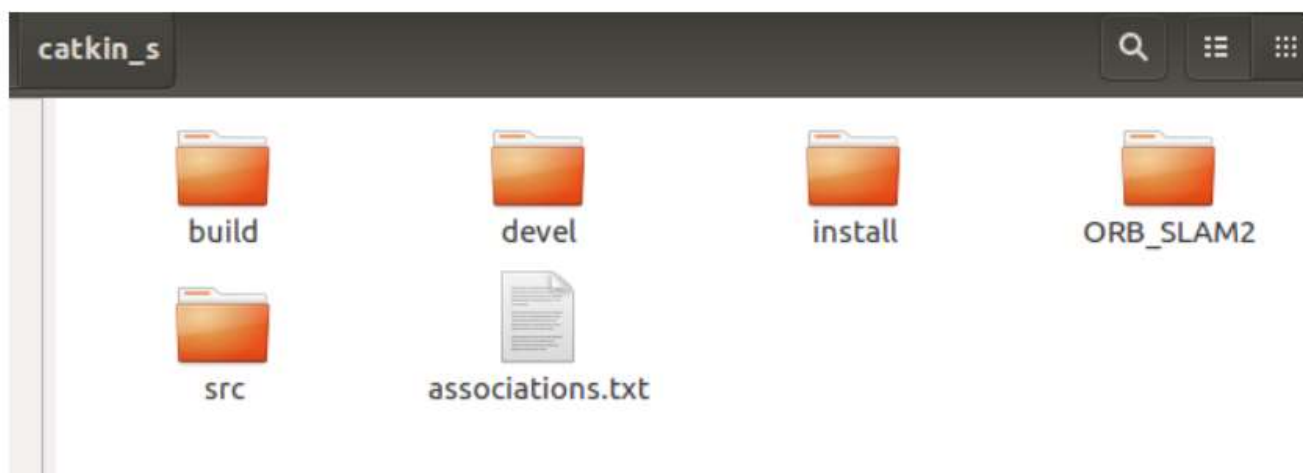 catkin_s
build devel install ORB_SLAM2
src associations.txt